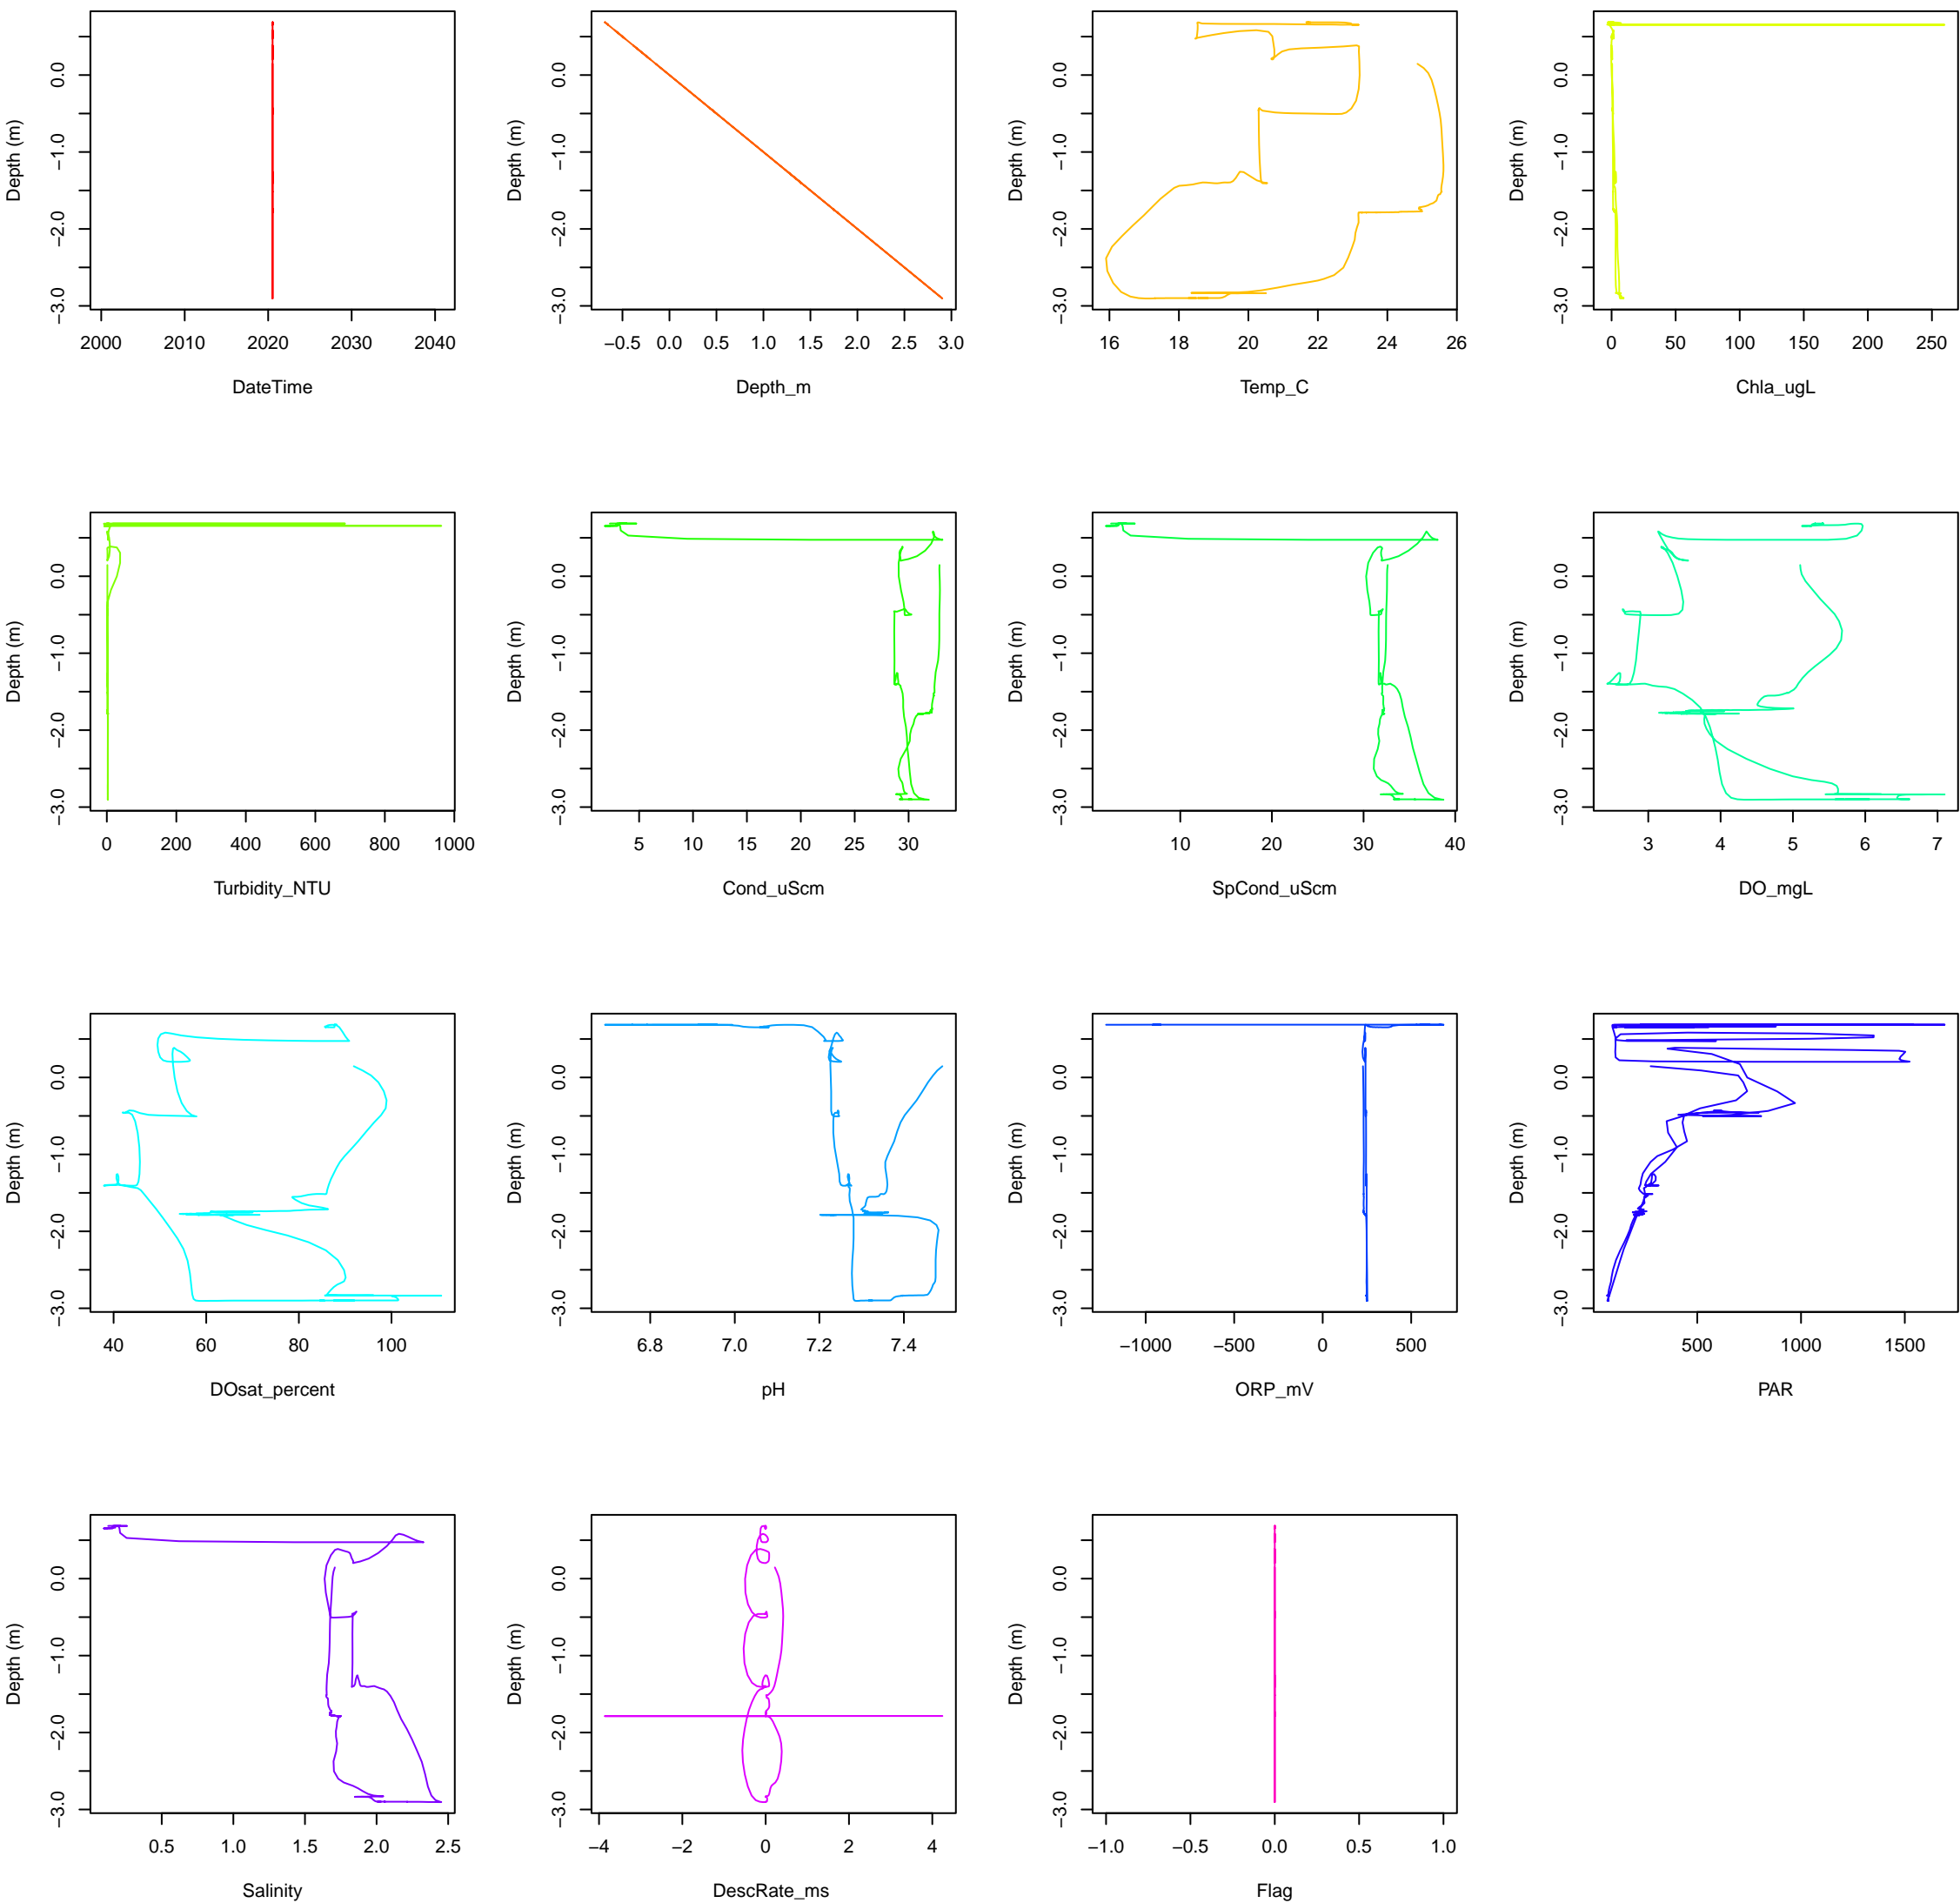 Depth (m)
0.0
−1.0
−2.0
−3.0
2000 2010 2020 2030 2040
DateTime
Depth (m)
0.0
−1.0
−2.0
−3.0
−0.5 0.0 0.5 1.0 1.5 2.0 2.5 3.0
Depth_m
Depth (m)
0.0
−1.0
−2.0
−3.0
16 18 20 22 24 26
Temp_C
Depth (m)
0.0
−1.0
−2.0
−3.0
0 50 100 150 200 250
Chla_ugL
Depth (m)
0.0
−1.0
−2.0
−3.0
0 200 400 600 800 1000
Turbidity_NTU
Depth (m)
0.0
−1.0
−2.0
−3.0
5 10 15 20 25 30
Cond_uScm
Depth (m)
0.0
−1.0
−2.0
−3.0
10 20 30 40
SpCond_uScm
Depth (m)
0.0
−1.0
−2.0
−3.0
3 4 5 6 7
DO_mgL
Depth (m)
0.0
−1.0
−2.0
−3.0
40 60 80 100
DOsat_percent
Depth (m)
0.0
−1.0
−2.0
−3.0
6.8 7.0 7.2 7.4
pH
Depth (m)
0.0
−1.0
−2.0
−3.0
−1000 −500 0 500
ORP_mV
Depth (m)
0.0
−1.0
−2.0
−3.0
500 1000 1500
PAR
Depth (m)
0.0
−1.0
−2.0
−3.0
0.5 1.0 1.5 2.0 2.5
Salinity
Depth (m)
0.0
−1.0
−2.0
−3.0
−4 −2 0 2 4
DescRate_ms
Depth (m)
0.0
−1.0
−2.0
−3.0
−1.0 −0.5 0.0 0.5 1.0
Flag